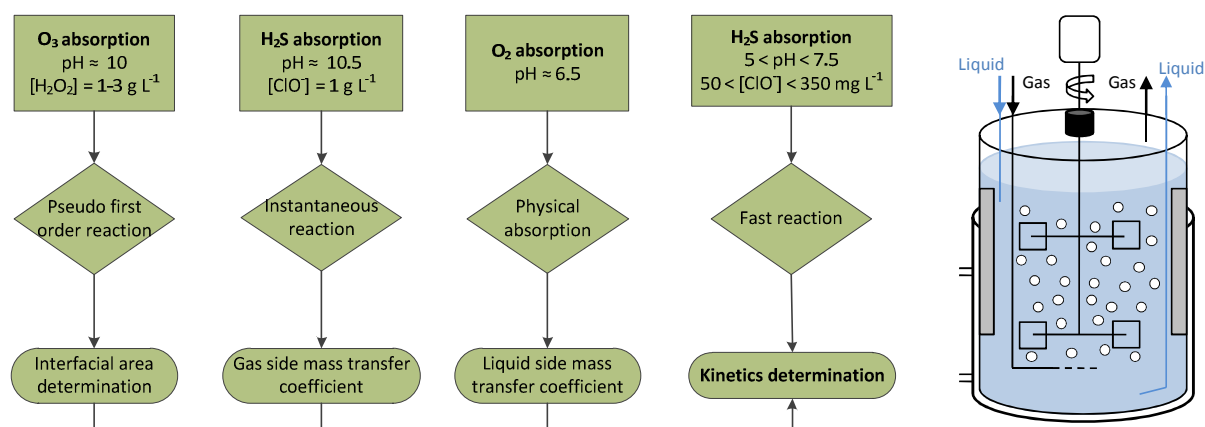 O₃ absorption
pH ≈ 10
[H₂O₂] = 1-3 g L⁻¹
Pseudo first
order reaction
Interfacial area
determination
H₂S absorption
pH ≈ 10.5
[ClO⁻] = 1 g L⁻¹
Instantaneous
reaction
Gas side mass transfer
coefficient
O₂ absorption
pH ≈ 6.5
Physical
absorption
Liquid side mass
transfer coefficient
H₂S absorption
5 < pH < 7.5
50 < [ClO⁻] < 350 mg L⁻¹
Fast reaction
Kinetics determination
Liquid
Gas
Gas
Liquid